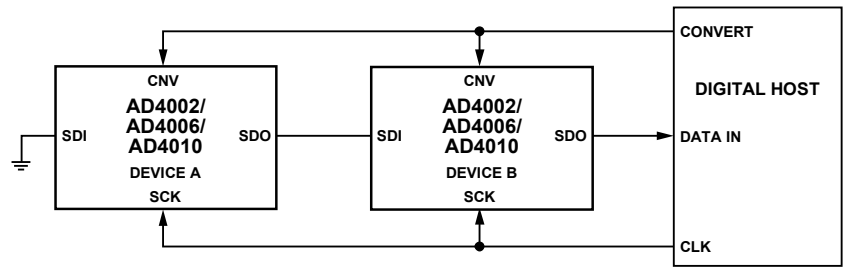 CONVERT
CNV
CNV
DIGITAL HOST
AD4002/
AD4006/
AD4010
AD4002/
AD4006/
AD4010
SDI
SDO
SDI
SDO
DATA IN
DEVICE A
DEVICE B
SCK
SCK
CLK